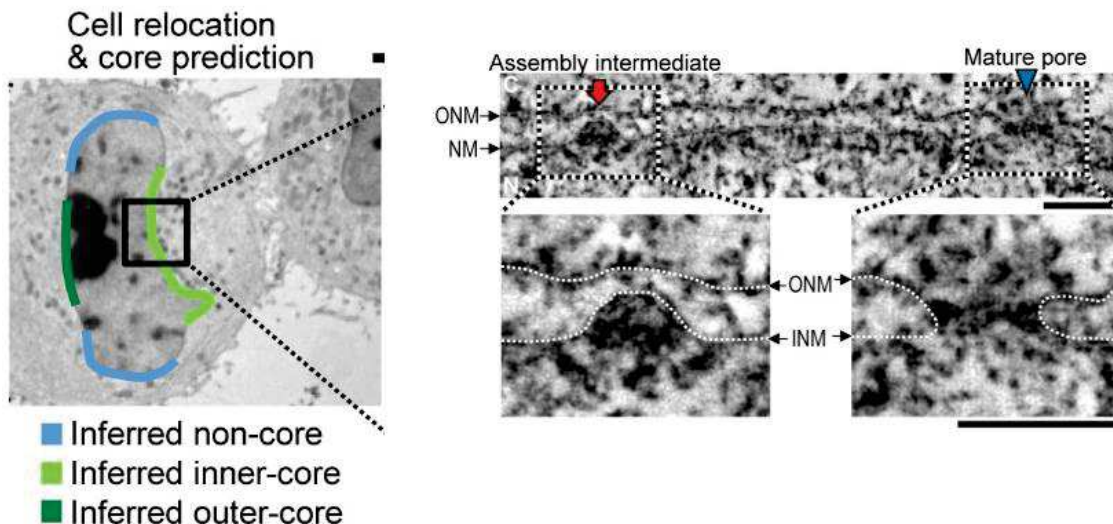 Cell relocation
& core prediction
Inferred non-core
Inferred inner-core
Inferred outer-core
Assembly intermediate
Mature pore
C
ONM
NM
N
ONM
INM